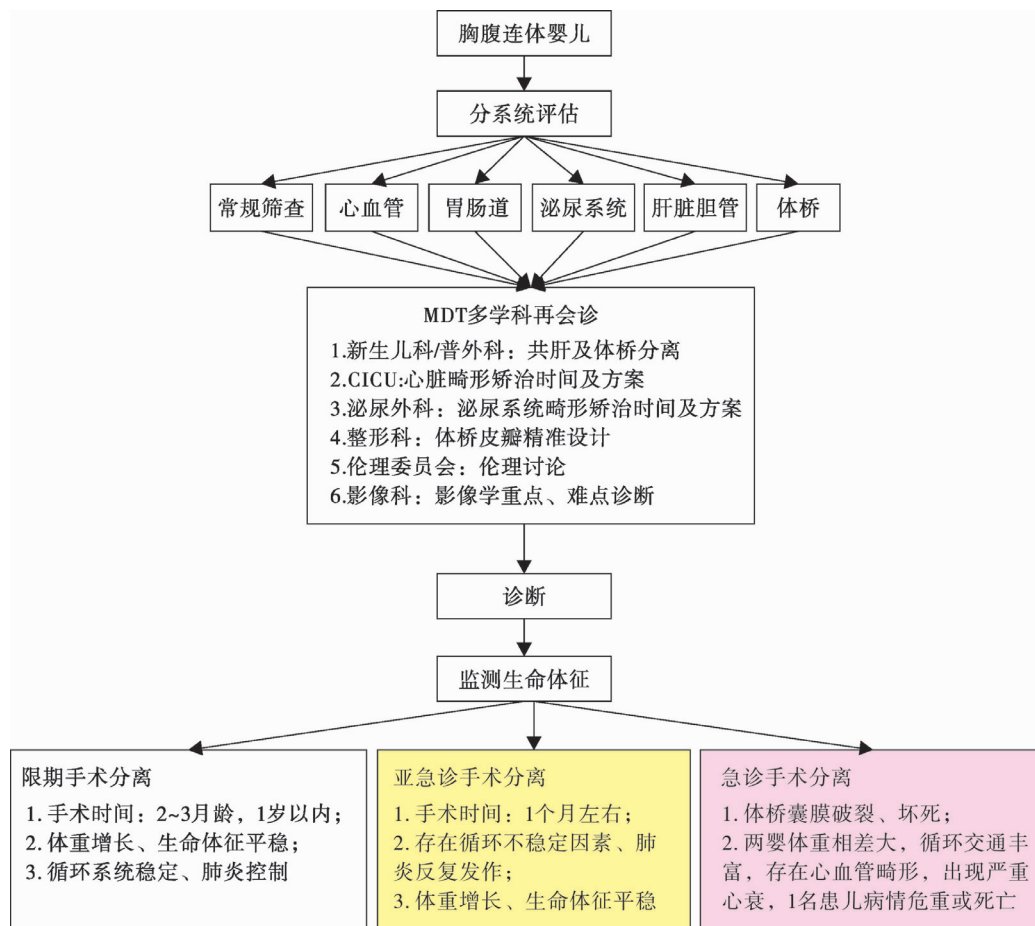 胸腹连体婴儿
分系统评估
常规筛查
心血管
胃肠道
泌尿系统
肝脏胆管
体桥
MDT多学科再会诊
1.新生儿科/普外科：共肝及体桥分离
2.CICU:心脏畸形矫治时间及方案
3.泌尿外科：泌尿系统畸形矫治时间及方案
4.整形科：体桥皮瓣精准设计
5.伦理委员会：伦理讨论
6.影像科：影像学重点、难点诊断
诊断
监测生命体征
限期手术分离
1. 手术时间：2~3月龄，1岁以内；
2. 体重增长、生命体征平稳；
3. 循环系统稳定、肺炎控制
亚急诊手术分离
1. 手术时间：1个月左右；
2. 存在循环不稳定因素、肺
炎反复发作；
3. 体重增长、生命体征平稳
急诊手术分离
1. 体桥囊膜破裂、坏死；
2. 两婴体重相差大，循环交通丰
富，存在心血管畸形，出现严重
心衰，1名患儿病情危重或死亡